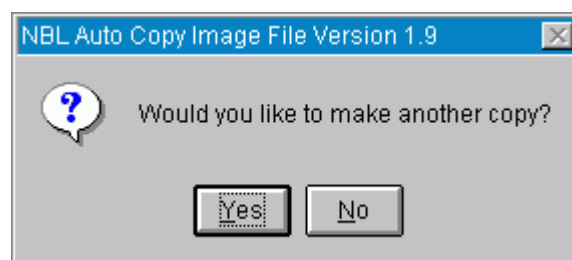 NBL Auto Copy Image File Version 1.9
Would you like to make another copy?
Yes No